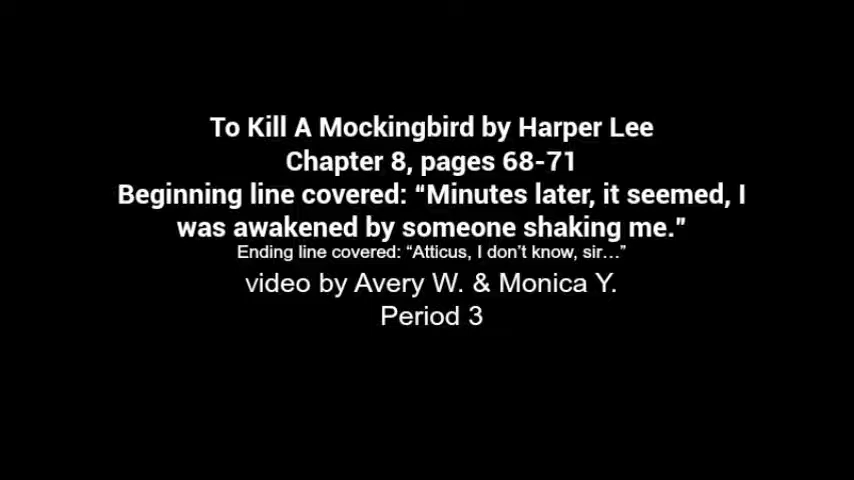 To Kill A Mockingbird by Harper Lee
Chapter 8, pages 68-71
Beginning line covered: “Minutes later, it seemed, I
was awakened by someone shaking me.”
Ending line covered: “Atticus, I don’t know, sir…”
video by Avery W. & Monica Y.
Period 3